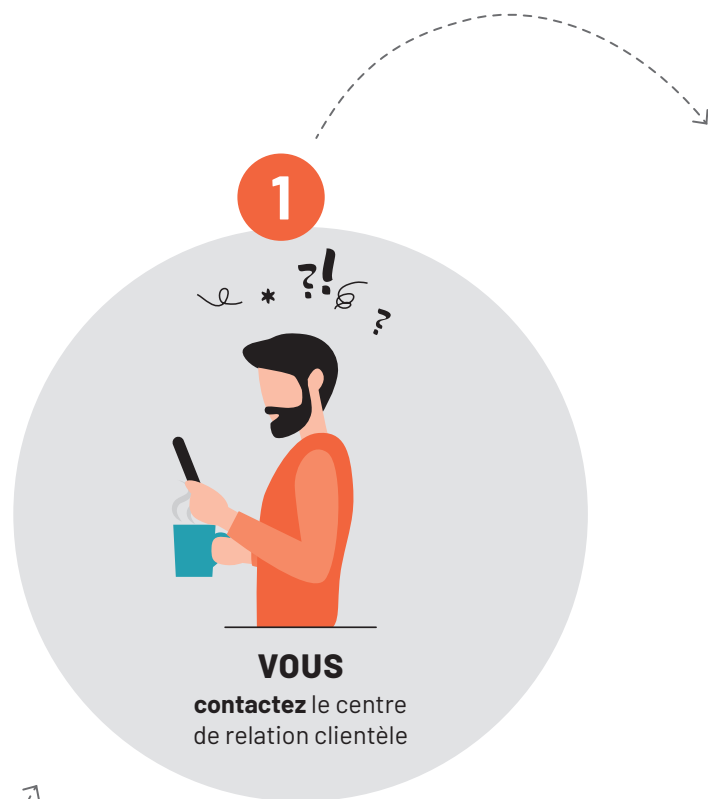 1
?!
?
VOUS
contactez le centre
de relation clientèle